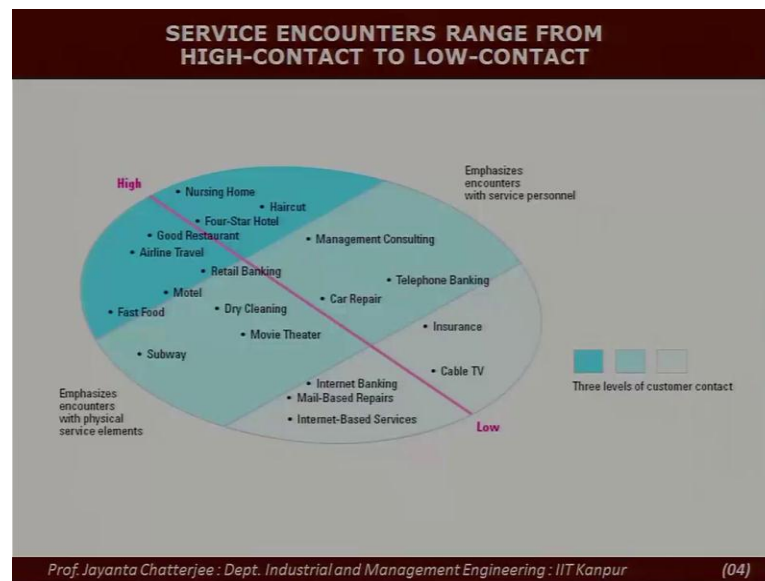 SERVICE ENCOUNTERS RANGE FROM
HIGH-CONTACT TO LOW-CONTACT
High
• Nursing Home
• Haircut
• Four-Star Hotel
• Good Restaurant
• Airline Travel
• Retail Banking
• Motel
• Fast Food
Emphasizes
encounters
with service personnel
• Management Consulting
• Telephone Banking
• Car Repair
• Dry Cleaning
• Movie Theater
• Subway
• Insurance
• Cable TV
• Internet Banking
• Mail-Based Repairs
• Internet-Based Services
Low
Emphasizes
encounters
with physical
service elements
Three levels of customer contact
Prof. Jayanta Chatterjee : Dept. Industrial and Management Engineering : IIT Kanpur (04)